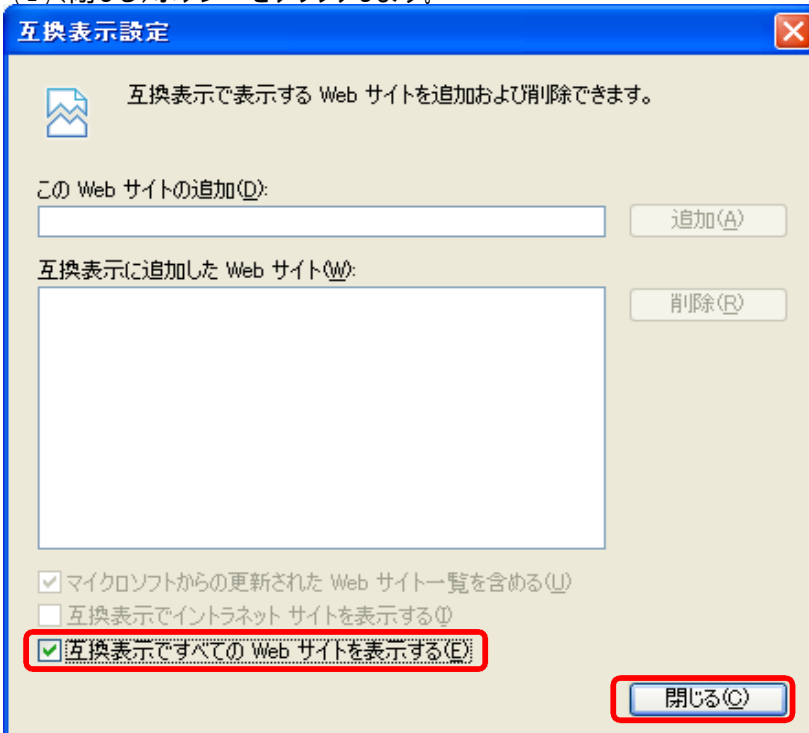 互換表示設定
互換表示で表示する Web サイトを追加および削除できます。
この Web サイトの追加(D):
追加(A)
互換表示に追加した Web サイト(W):
削除(R)
マイクロソフトからの更新された Web サイト一覧を含める(U)
互換表示でイントラネット サイトを表示する(I)
互換表示ですべての Web サイトを表示する(E)
閉じる(C)